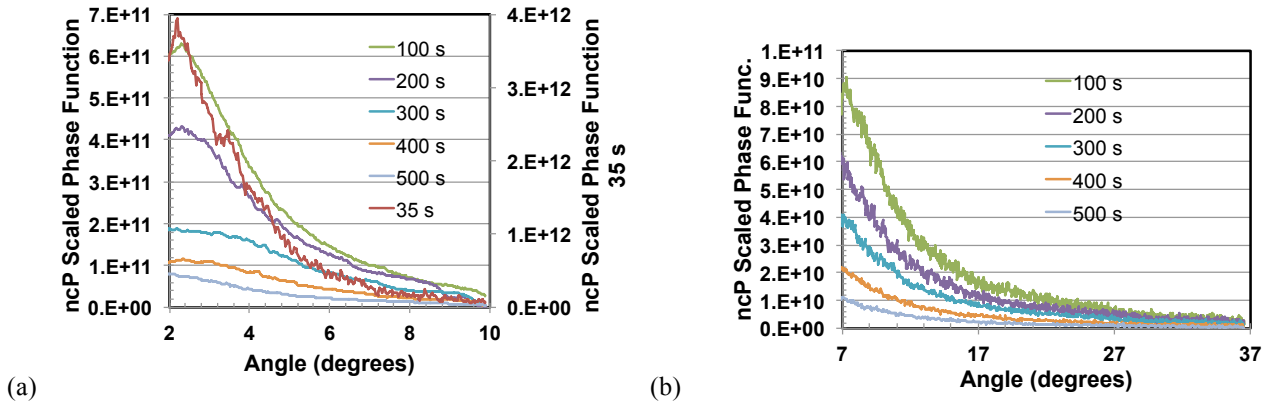 ncP Scaled Phase Function
7.E+11
6.E+11
5.E+11
4.E+11
3.E+11
2.E+11
1.E+11
0.E+00
2 4 6 8 10
Angle (degrees)
100 s
200 s
300 s
400 s
500 s
35 s
4.E+12
3.E+12
2.E+12
1.E+12
0.E+00
ncP Scaled Phase Function
35 s
(a)
ncP Scaled Phase Func.
1.E+11
9.E+10
8.E+10
7.E+10
6.E+10
5.E+10
4.E+10
3.E+10
2.E+10
1.E+10
0.E+00
7 17 27 37
Angle (degrees)
100 s
200 s
300 s
400 s
500 s
(b)